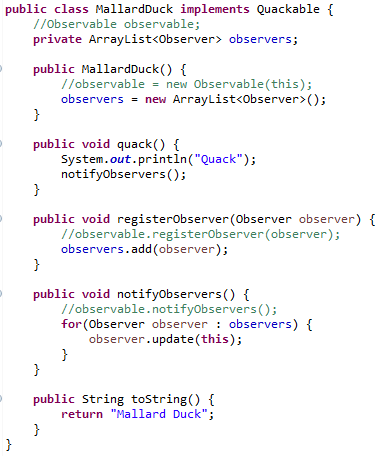 public class MallardDuck implements Quackable {
    //Observable observable;
    private ArrayList<Observer> observers;

    public MallardDuck() {
        //observable = new Observable(this);
        observers = new ArrayList<Observer>();
    }

    public void quack() {
        System.out.println("Quack");
        notifyObservers();
    }

    public void registerObserver(Observer observer) {
        //observable.registerObserver(observer);
        observers.add(observer);
    }

    public void notifyObservers() {
        //observable.notifyObservers();
        for(Observer observer : observers) {
            observer.update(this);
        }
    }

    public String toString() {
        return "Mallard Duck";
    }
}